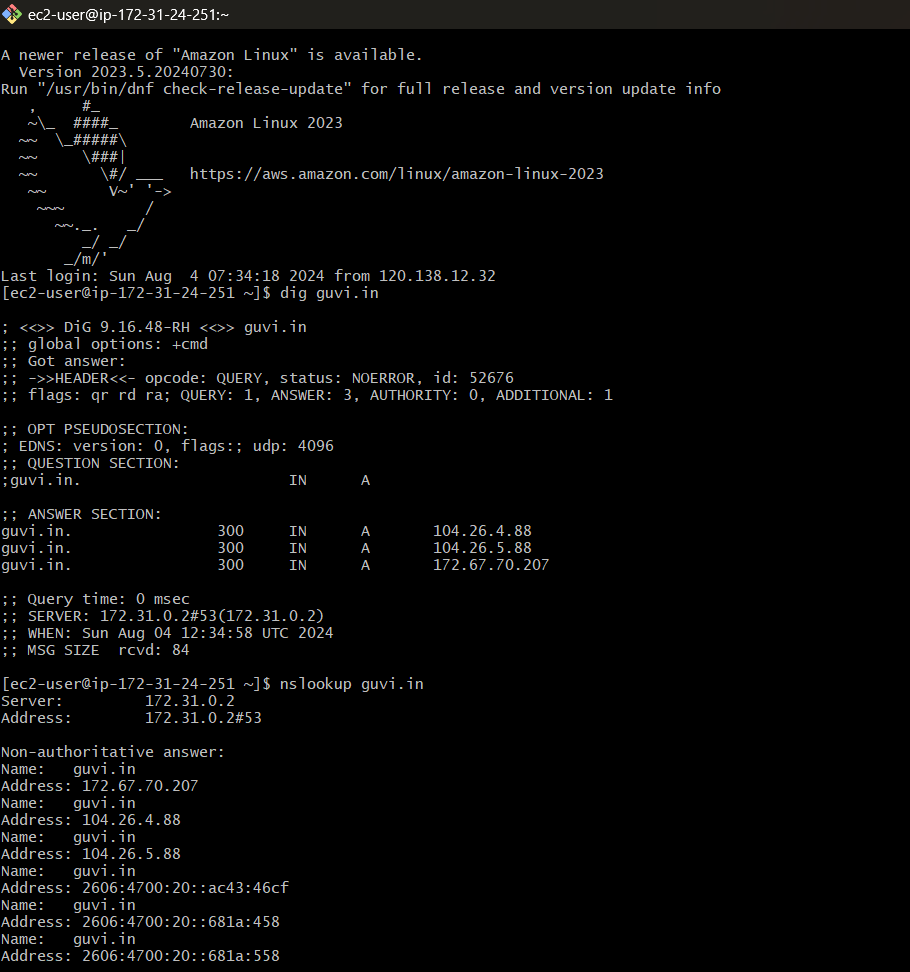 ec2-user@ip-172-31-24-251:~
A newer release of "Amazon Linux" is available.
  Version 2023.5.20240730:
Run "/usr/bin/dnf check-release-update" for full release and version update info
   ,     #_
   ~\_  ####_        Amazon Linux 2023
  ~~  \_#####\
  ~~     \###|
  ~~       \#/ ___   https://aws.amazon.com/linux/amazon-linux-2023
   ~~       V~' '->
    ~~~         /
      ~~._.   _/
         _/ _/
       _/m/'
Last login: Sun Aug  4 07:34:18 2024 from 120.138.12.32
[ec2-user@ip-172-31-24-251 ~]$ dig guvi.in

; <<>> DiG 9.16.48-RH <<>> guvi.in
;; global options: +cmd
;; Got answer:
;; ->>HEADER<<- opcode: QUERY, status: NOERROR, id: 52676
;; flags: qr rd ra; QUERY: 1, ANSWER: 3, AUTHORITY: 0, ADDITIONAL: 1

;; OPT PSEUDOSECTION:
; EDNS: version: 0, flags:; udp: 4096
;; QUESTION SECTION:
;guvi.in.                       IN      A

;; ANSWER SECTION:
guvi.in.                300     IN      A       104.26.4.88
guvi.in.                300     IN      A       104.26.5.88
guvi.in.                300     IN      A       172.67.70.207

;; Query time: 0 msec
;; SERVER: 172.31.0.2#53(172.31.0.2)
;; WHEN: Sun Aug 04 12:34:58 UTC 2024
;; MSG SIZE  rcvd: 84

[ec2-user@ip-172-31-24-251 ~]$ nslookup guvi.in
Server:         172.31.0.2
Address:        172.31.0.2#53

Non-authoritative answer:
Name:   guvi.in
Address: 172.67.70.207
Name:   guvi.in
Address: 104.26.4.88
Name:   guvi.in
Address: 104.26.5.88
Name:   guvi.in
Address: 2606:4700:20::ac43:46cf
Name:   guvi.in
Address: 2606:4700:20::681a:458
Name:   guvi.in
Address: 2606:4700:20::681a:558